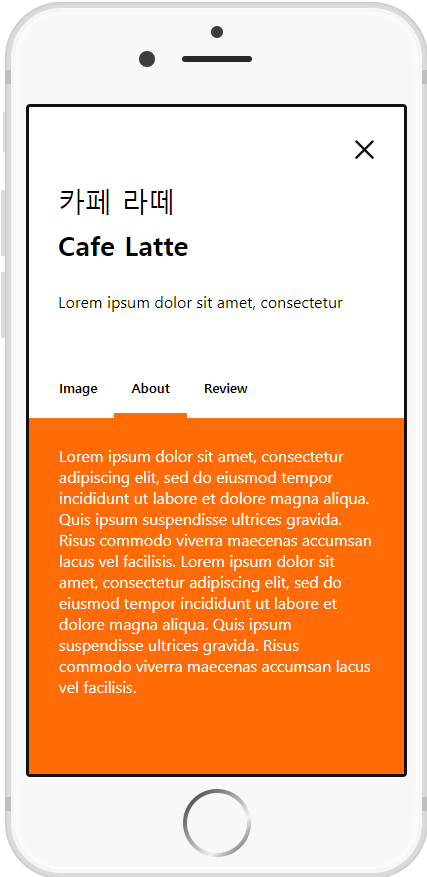 카페 라떼
Cafe Latte
Lorem ipsum dolor sit amet, consectetur
Image About Review
Lorem ipsum dolor sit amet, consectetur
adipiscing elit, sed do eiusmod tempor
incididunt ut labore et dolore magna aliqua.
Quis ipsum suspendisse ultrices gravida.
Risus commodo viverra maecenas accumsan
lacus vel facilisis. Lorem ipsum dolor sit
amet, consectetur adipiscing elit, sed do
eiusmod tempor incididunt ut labore et
dolore magna aliqua. Quis ipsum
suspendisse ultrices gravida. Risus
commodo viverra maecenas accumsan lacus
vel facilisis.